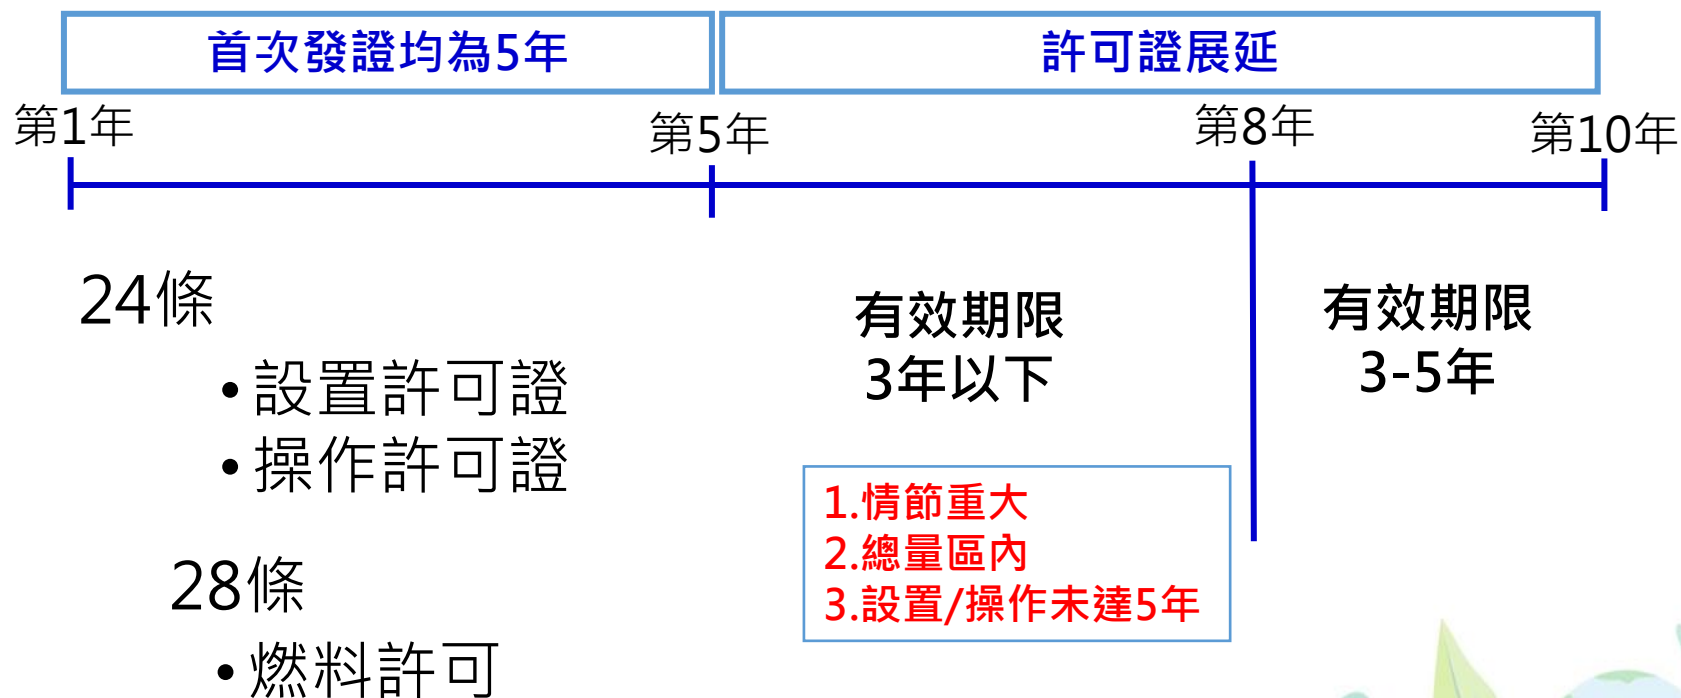 首次發證均為5年
許可證展延
第1年
第5年
第8年
第10年
24條
•設置許可證
•操作許可證
28條
•燃料許可
有效期限
3年以下
1.情節重大
2.總量區內
3.設置/操作未達5年
有效期限
3-5年